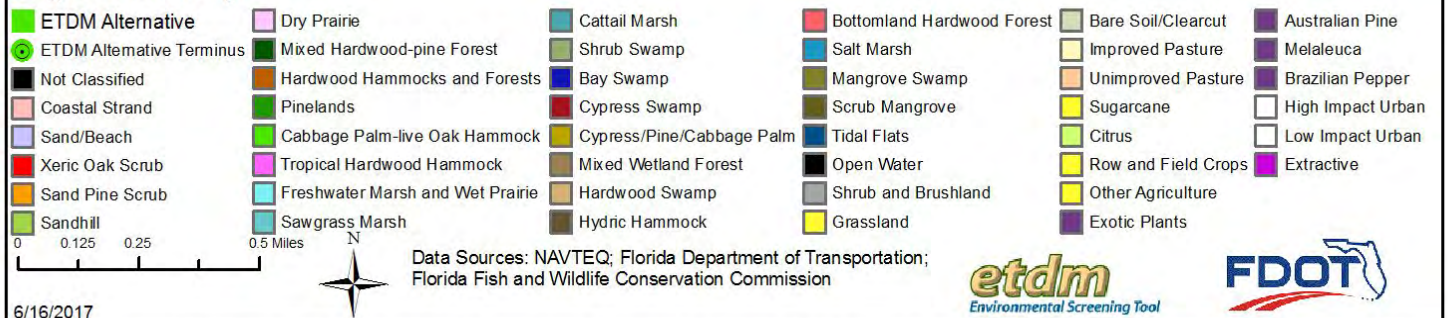 ETDM Alternative
ETDM Alternative Terminus
Not Classified
Coastal Strand
Sand/Beach
Xeric Oak Scrub
Sand Pine Scrub
Sandhill
Dry Prairie
Mixed Hardwood-pine Forest
Hardwood Hammocks and Forests
Pinelands
Cabbage Palm-live Oak Hammock
Tropical Hardwood Hammock
Freshwater Marsh and Wet Prairie
Sawgrass Marsh
Cattail Marsh
Shrub Swamp
Bay Swamp
Cypress Swamp
Cypress/Pine/Cabbage Palm
Mixed Wetland Forest
Hardwood Swamp
Hydric Hammock
Bottomland Hardwood Forest
Salt Marsh
Mangrove Swamp
Scrub Mangrove
Tidal Flats
Open Water
Shrub and Brushland
Grassland
Bare Soil/Clearcut
Improved Pasture
Unimproved Pasture
Sugarcane
Citrus
Row and Field Crops
Other Agriculture
Exotic Plants
Australian Pine
Melaleuca
Brazilian Pepper
High Impact Urban
Low Impact Urban
Extractive
0 0.125 0.25 0.5 Miles
N
Data Sources: NAVTEQ; Florida Department of Transportation;
Florida Fish and Wildlife Conservation Commission
etdm
Environmental Screening Tool
FDOT
6/16/2017